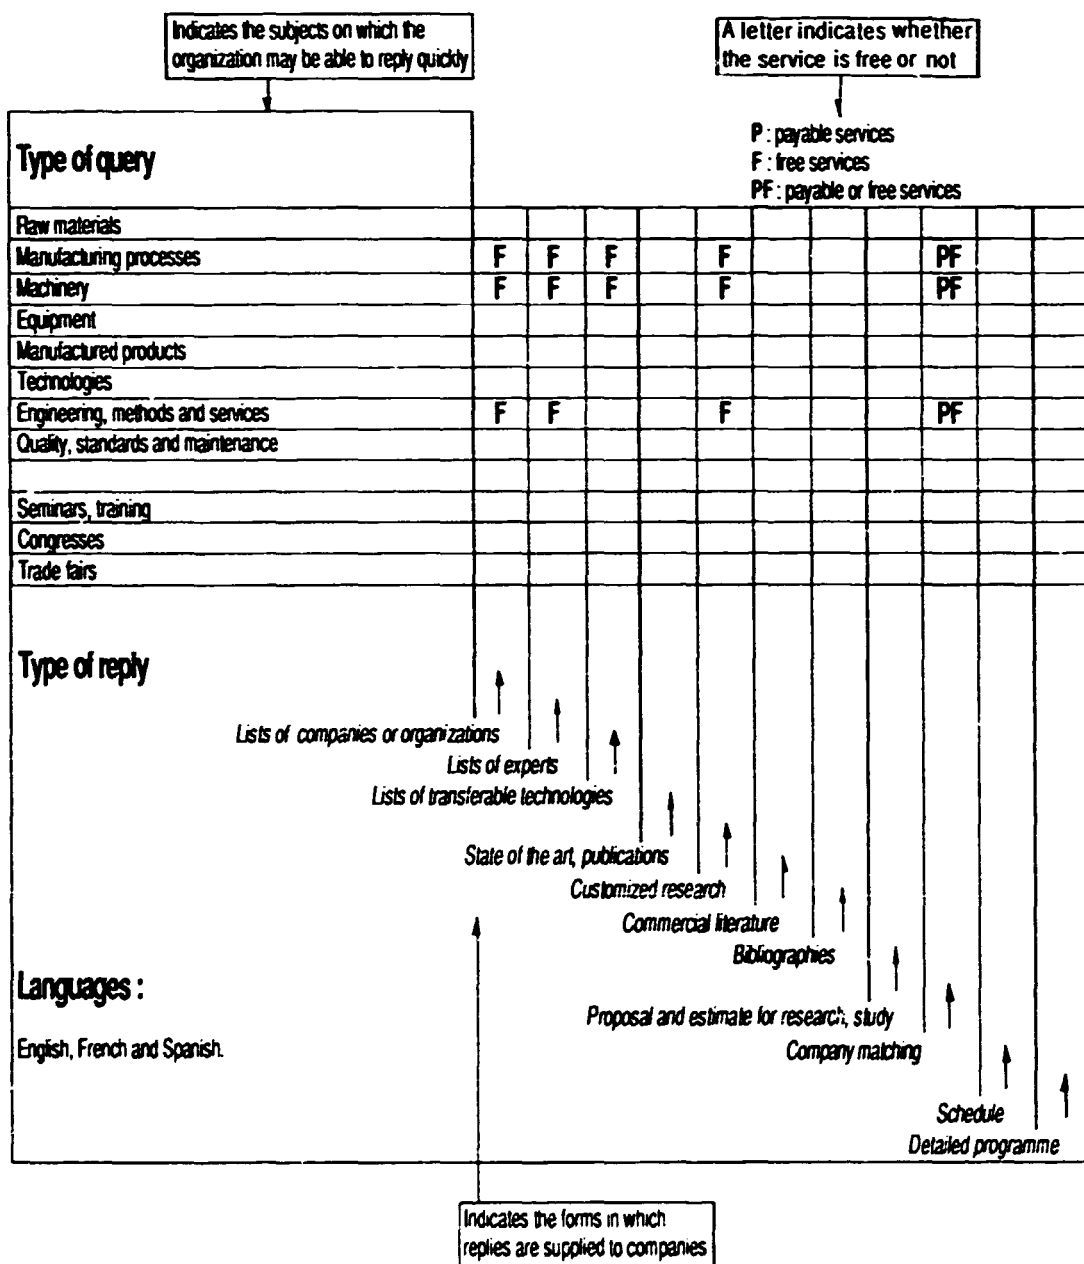 Indicates the subjects on which the
organization may be able to reply quickly
A letter indicates whether
the service is free or not
P : payable services
F : free services
PF : payable or free services
Type of query
Raw materials
Manufacturing processes F F F F PF
Machinery F F F F PF
Equipment
Manufactured products
Technologies
Engineering, methods and services F F F PF
Quality, standards and maintenance
Seminars, training
Congresses
Trade fairs
Type of reply
Lists of companies or organizations
Lists of experts
Lists of transferable technologies
State of the art, publications
Customized research
Commercial literature
Bibliographies
Proposal and estimate for research, study
Company matching
Schedule
Detailed programme
Languages :
English, French and Spanish.
Indicates the forms in which
replies are supplied to companies